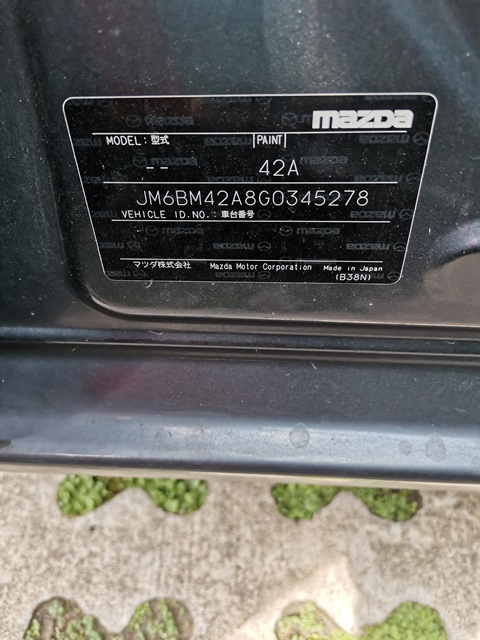 mazda
MODEL: 型式 PAINT
-- 42A
JM6BM42A8G0345278
VEHICLE ID.NO.: 車台番号
マツダ株式会社 Mazda Motor Corporation Made in Japan
(B38N)